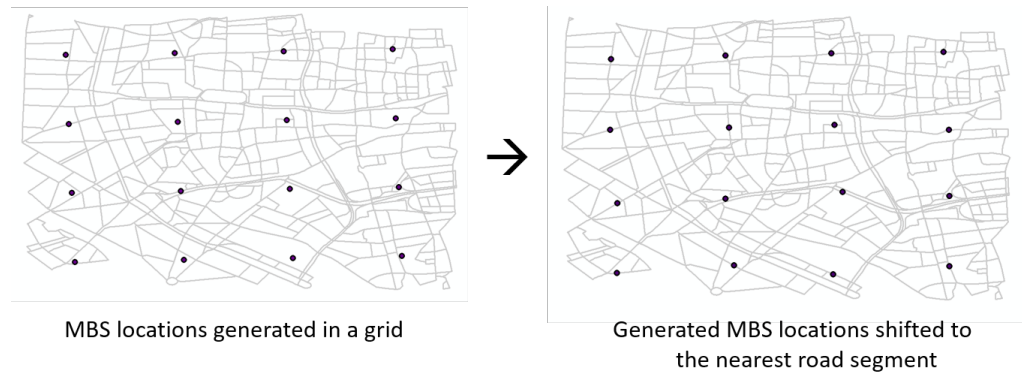 MBS locations generated in a grid
Generated MBS locations shifted to
the nearest road segment